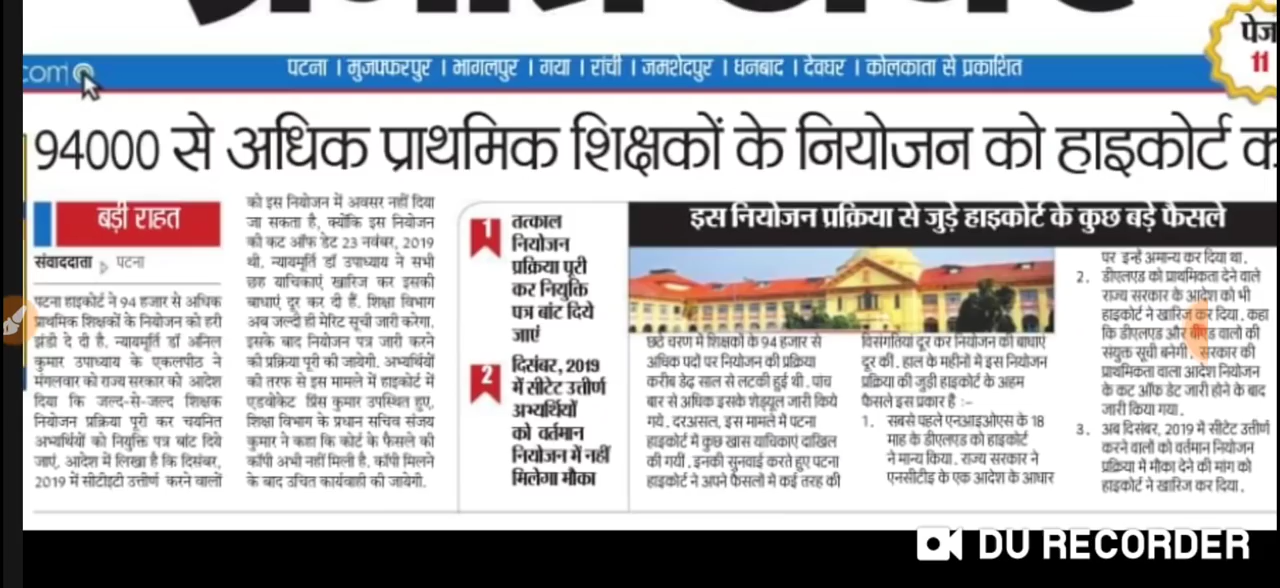 com
पटना । मुजफ्फरपुर । भागलपुर । गया । रांची । जमशेदपुर । धनबाद । देवघर । कोलकाता से प्रकाशित
पेज
11
94000 से अधिक प्राथमिक शिक्षकों के नियोजन को हाइकोर्ट क
बड़ी राहत
संवाददाता पटना
पटना हाइकोर्ट ने 94 हजार से अधिक
प्राथमिक शिक्षकों के नियोजन को हरी
झंडी दे दी है. न्यायमूर्ति डॉ अनिल
कुमार उपाध्याय के एकलपीठ ने
मंगलवार को राज्य सरकार को आदेश
दिया कि जल्द-से-जल्द शिक्षक
नियोजन प्रक्रिया पूरी कर चयनित
अभ्यर्थियों को नियुक्ति पत्र बांट दिये
जाएं. आदेश में लिखा है कि दिसंबर,
2019 में सीटीइटी उत्तीर्ण करने वालों
को इस नियोजन में अवसर नहीं दिया
जा सकता है, क्योंकि इस नियोजन
की कट ऑफ डेट 23 नवंबर, 2019
थी. न्यायमूर्ति डॉ उपाध्याय ने सभी
छह याचिकाएं खारिज कर इसकी
बाधाएं दूर कर दी हैं. शिक्षा विभाग
अब जल्दी ही मेरिट सूची जारी करेगा.
इसके बाद नियोजन पत्र जारी करने
की प्रक्रिया पूरी की जायेगी. अभ्यर्थियों
की तरफ से इस मामले में हाइकोर्ट में
एडवोकेट प्रिंस कुमार उपस्थित हुए.
शिक्षा विभाग के प्रधान सचिव संजय
कुमार ने कहा कि कोर्ट के फैसले की
कॉपी अभी नहीं मिली है. कॉपी मिलने
के बाद उचित कार्यवाही की जायेगी.
1 तत्काल
नियोजन
प्रक्रिया पूरी
कर नियुक्ति
पत्र बांट दिये
जाएं
2 दिसंबर, 2019
में सीटेट उत्तीर्ण
अभ्यर्थियों
को वर्तमान
नियोजन में नहीं
मिलेगा मौका
इस नियोजन प्रक्रिया से जुड़े हाइकोर्ट के कुछ बड़े फैसले
छठे चरण में शिक्षकों के 94 हजार से
अधिक पदों पर नियोजन की प्रक्रिया
करीब डेढ़ साल से लटकी हुई थी. पांच
बार से अधिक इसके शेड्यूल जारी किये
गये. दरअसल, इस मामले में पटना
हाइकोर्ट में कुछ खास याचिकाएं दाखिल
की गयी. इनकी सुनवाई करते हुए पटना
हाइकोर्ट ने अपने फैसलों में कई तरह की
विसंगतियां दूर कर नियोजन की बाधाएं
दूर की. हाल के महीनों में इस नियोजन
प्रक्रिया की जुड़ी हाइकोर्ट के अहम
फैसले इस प्रकार है :-
1. सबसे पहले एनआइओएस के 18
माह के डीएलएड को हाइकोर्ट
ने मान्य किया. राज्य सरकार ने
एनसीटीइ के एक आदेश के आधार
पर इन्हें अमान्य कर दिया था.
2. डीएलएड को प्राथमिकता देने वाले
राज्य सरकार के आदेश को भी
हाइकोर्ट ने खारिज कर दिया. कहा
कि डीएलएड और बीएड वालों की
संयुक्त सूची बनेगी. सरकार की
प्राथमिकता वाला आदेश नियोजन
के कट ऑफ डेट जारी होने के बाद
जारी किया गया.
3. अब दिसंबर, 2019 में सीटेट उत्तीर्ण
करने वालों को वर्तमान नियोजन
प्रक्रिया में मौका देने की मांग को
हाइकोर्ट ने खारिज कर दिया.
DU RECORDER